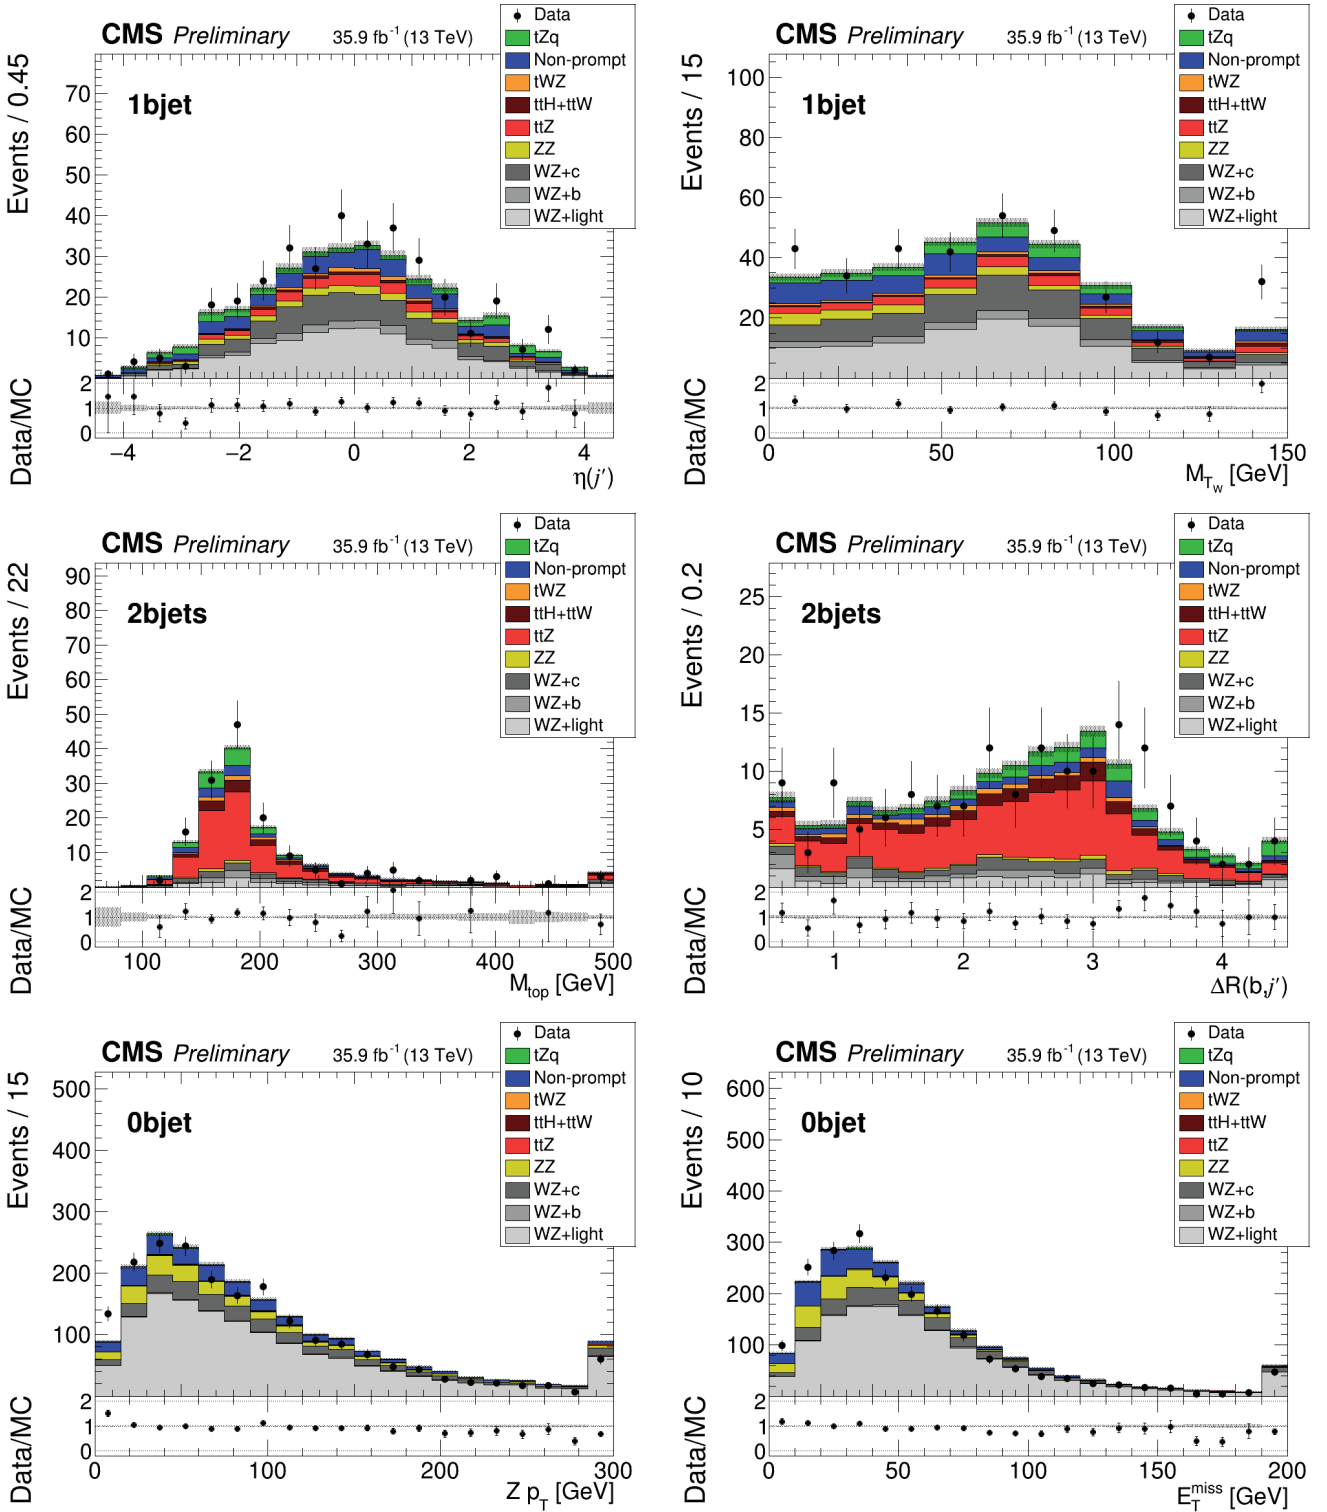 CMS Preliminary 35.9 fb⁻¹ (13 TeV)
1bjet
Events / 0.45
70
60
50
40
30
20
10
Data
tZq
Non-prompt
tWZ
ttH+ttW
ttZ
ZZ
WZ+c
WZ+b
WZ+light
Data/MC
2
1
0
−4 −2 0 2 4
η(j′)
CMS Preliminary 35.9 fb⁻¹ (13 TeV)
1bjet
Events / 15
100
80
60
40
20
Data
tZq
Non-prompt
tWZ
ttH+ttW
ttZ
ZZ
WZ+c
WZ+b
WZ+light
Data/MC
2
1
0
0 50 100 150
M_T_W [GeV]
CMS Preliminary 35.9 fb⁻¹ (13 TeV)
2bjets
Events / 22
90
80
70
60
50
40
30
20
10
Data
tZq
Non-prompt
tWZ
ttH+ttW
ttZ
ZZ
WZ+c
WZ+b
WZ+light
Data/MC
2
1
0
100 200 300 400 500
M_top [GeV]
CMS Preliminary 35.9 fb⁻¹ (13 TeV)
2bjets
Events / 0.2
25
20
15
10
5
Data
tZq
Non-prompt
tWZ
ttH+ttW
ttZ
ZZ
WZ+c
WZ+b
WZ+light
Data/MC
2
1
0
1 2 3 4
ΔR(b,j′)
CMS Preliminary 35.9 fb⁻¹ (13 TeV)
0bjet
Events / 15
500
400
300
200
100
Data
tZq
Non-prompt
tWZ
ttH+ttW
ttZ
ZZ
WZ+c
WZ+b
WZ+light
Data/MC
2
1
0
0 100 200 300
Z p_T [GeV]
CMS Preliminary 35.9 fb⁻¹ (13 TeV)
0bjet
Events / 10
600
500
400
300
200
100
Data
tZq
Non-prompt
tWZ
ttH+ttW
ttZ
ZZ
WZ+c
WZ+b
WZ+light
Data/MC
2
1
0
0 50 100 150 200
E_T^miss [GeV]